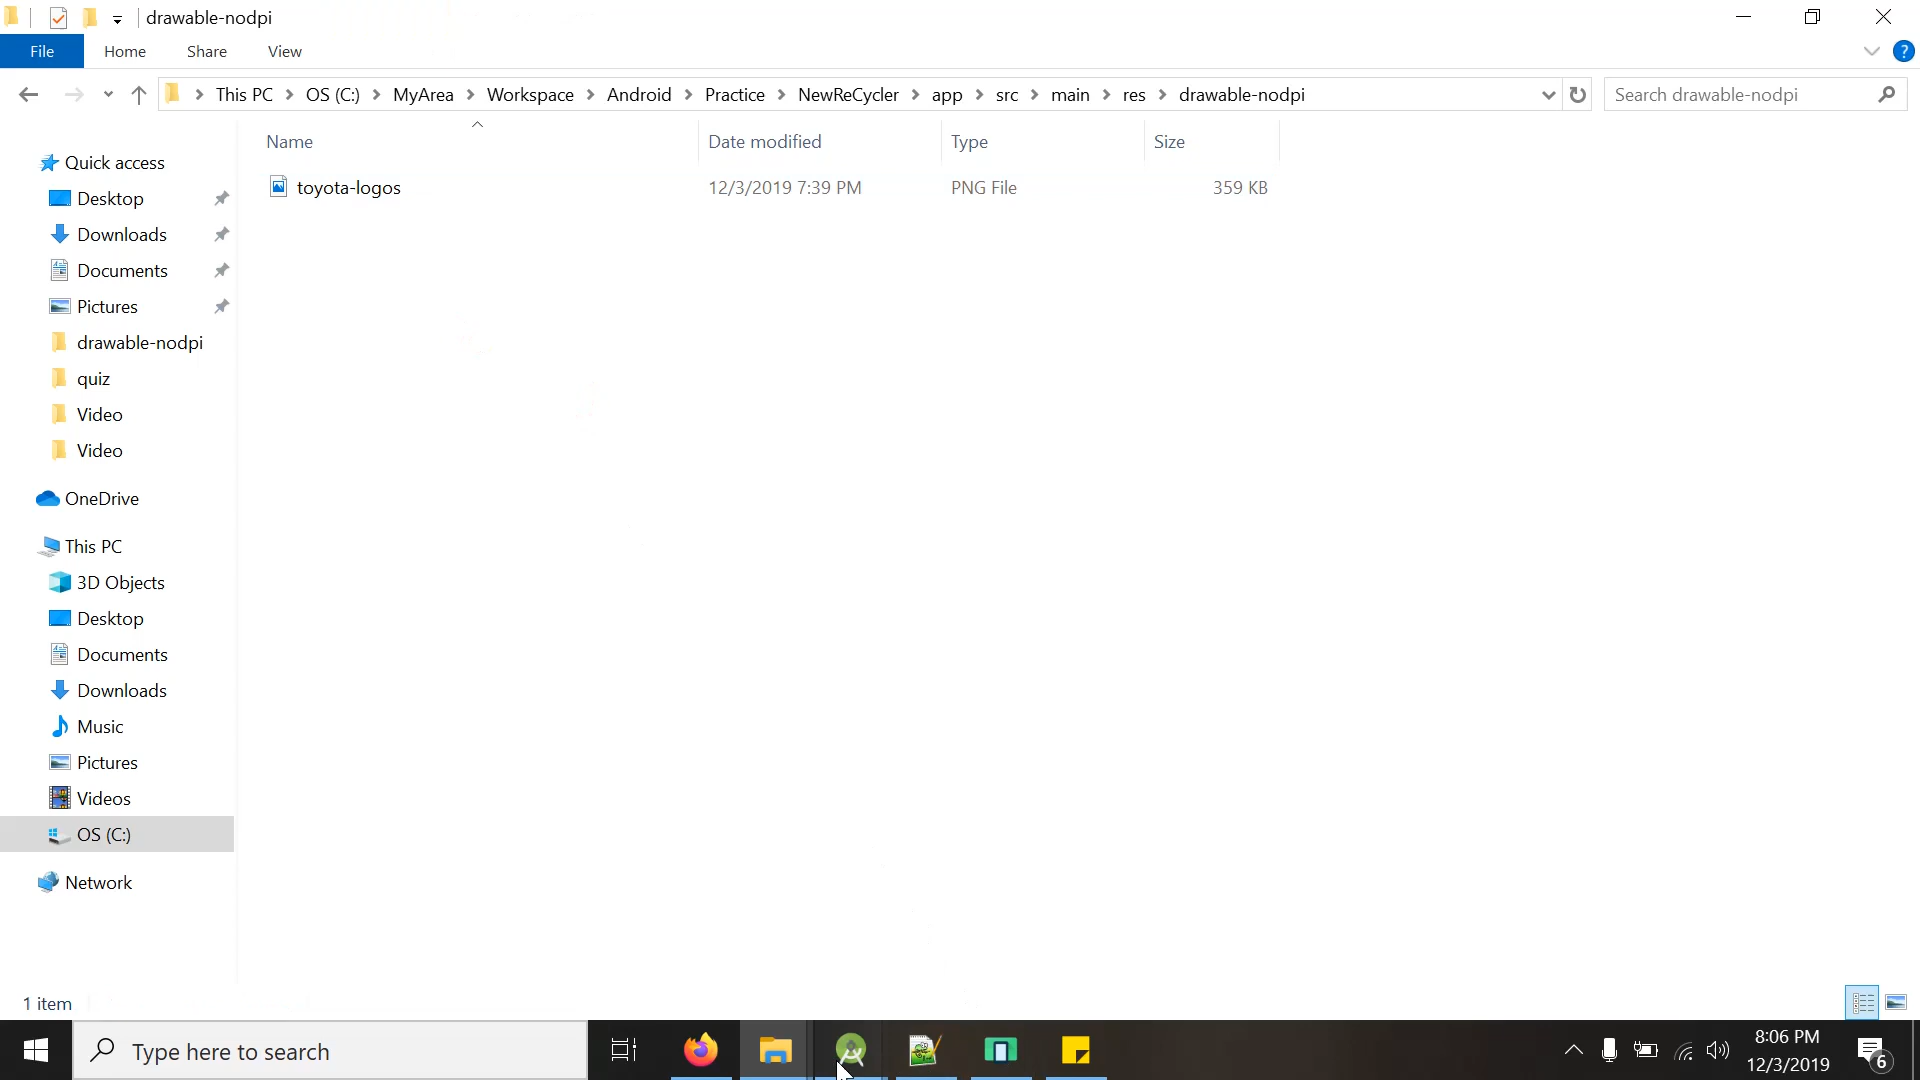 drawable-nodpi
File Home Share View
This PC OS (C:) MyArea Workspace Android Practice NewReCycler app src main res drawable-nodpi
Search drawable-nodpi
Name Date modified Type Size
toyota-logos 12/3/2019 7:39 PM PNG File 359 KB
Quick access
Desktop
Downloads
Documents
Pictures
drawable-nodpi
quiz
Video
Video
OneDrive
This PC
3D Objects
Desktop
Documents
Downloads
Music
Pictures
Videos
OS (C:)
Network
1 item
Type here to search
8:06 PM
12/3/2019
6